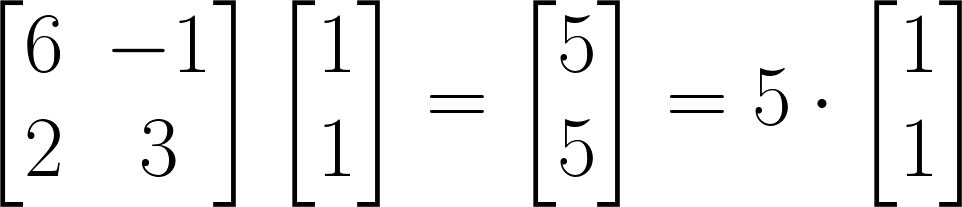 [6 −1; 2 3] [1; 1] = [5; 5] = 5 · [1; 1]